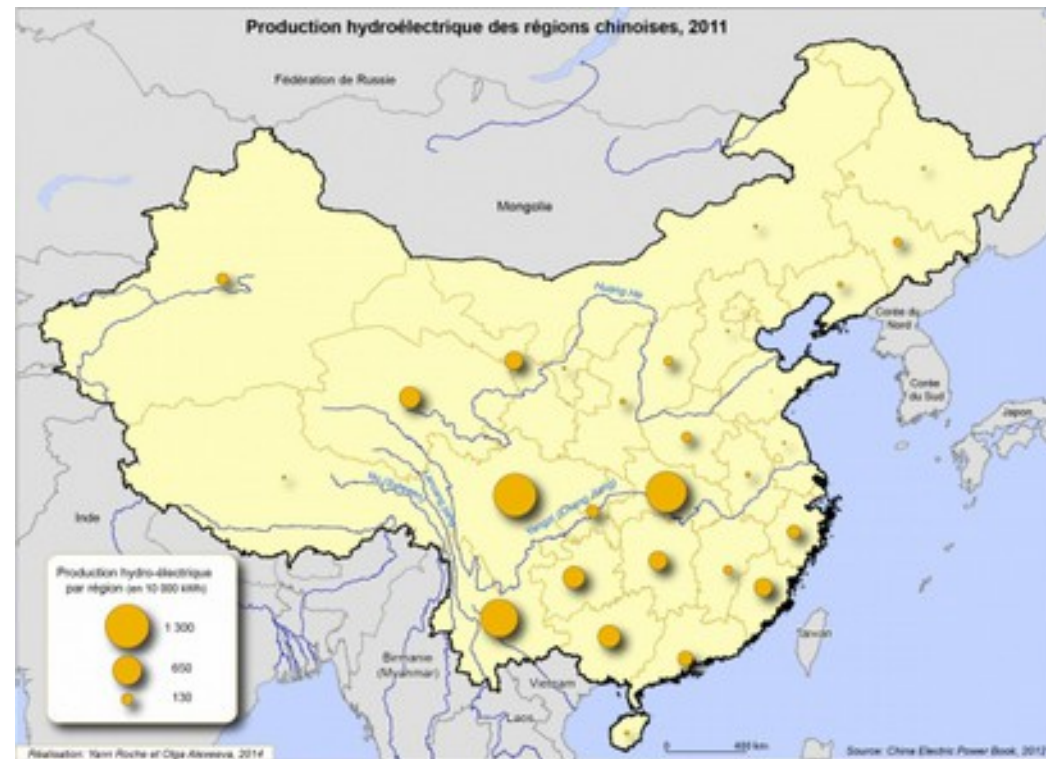 Production hydroélectrique des régions chinoises, 2011
Fédération de Russie
Mongolie
Huang He
Corée du
Nord
Corée
du Sud
Japon
Yangzi (Chang Jiang)
Inde
Production hydro-électrique
par région (en 10 000 kWh)
1 300
650
130
Birmanie
(Myanmar)
Vietnam
Laos
Taïwan
400 km
Réalisation: Yann Roche et Olga Alexeeva, 2014
Source: China Electric Power Book, 2012